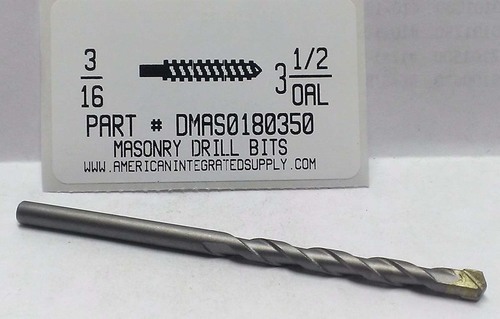 3/16 3 1/2 OAL
PART # DMAS0180350
MASONRY DRILL BITS
WWW.AMERICANINTEGRATEDSUPPLY.COM